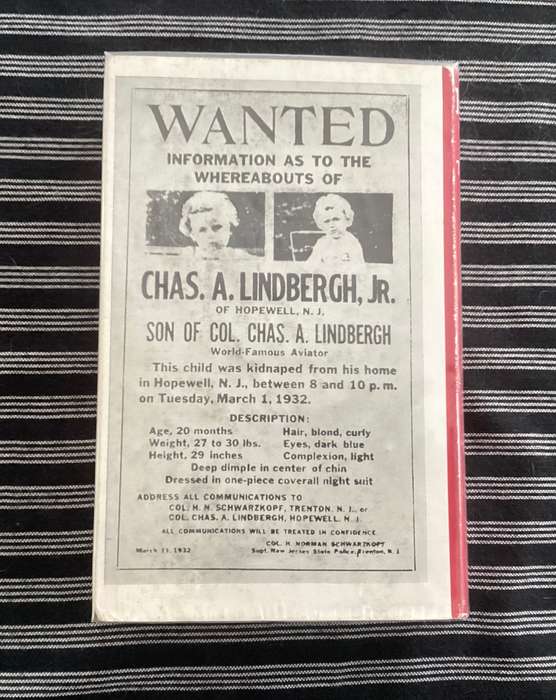 WANTED
INFORMATION AS TO THE
WHEREABOUTS OF
CHAS. A. LINDBERGH, JR.
OF HOPEWELL, N. J.
SON OF COL. CHAS. A. LINDBERGH
World-Famous Aviator
This child was kidnaped from his home
in Hopewell, N. J., between 8 and 10 p. m.
on Tuesday, March 1, 1932.
DESCRIPTION:
Age, 20 months Hair, blond, curly
Weight, 27 to 30 lbs. Eyes, dark blue
Height, 29 inches Complexion, light
Deep dimple in center of chin
Dressed in one-piece coverall night suit
ADDRESS ALL COMMUNICATIONS TO
COL. H. N. SCHWARZKOPF, TRENTON, N. J., or
COL. CHAS. A. LINDBERGH, HOPEWELL, N. J.
ALL COMMUNICATIONS WILL BE TREATED IN CONFIDENCE
COL. H. NORMAN SCHWARZKOPF
March 11, 1932 Supt. New Jersey State Police, Trenton, N. J.